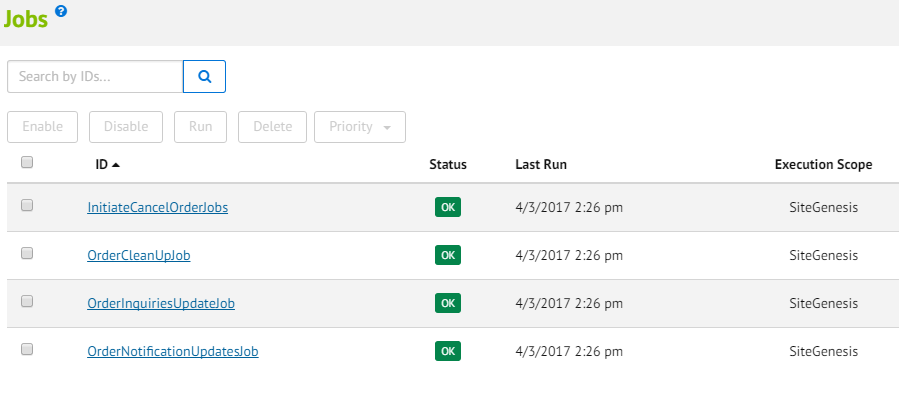 Jobs ?
Search by IDs...
Enable Disable Run Delete Priority
ID Status Last Run Execution Scope
InitiateCancelOrderJobs OK 4/3/2017 2:26 pm SiteGenesis
OrderCleanUpJob OK 4/3/2017 2:26 pm SiteGenesis
OrderInquiriesUpdateJob OK 4/3/2017 2:26 pm SiteGenesis
OrderNotificationUpdatesJob OK 4/3/2017 2:26 pm SiteGenesis